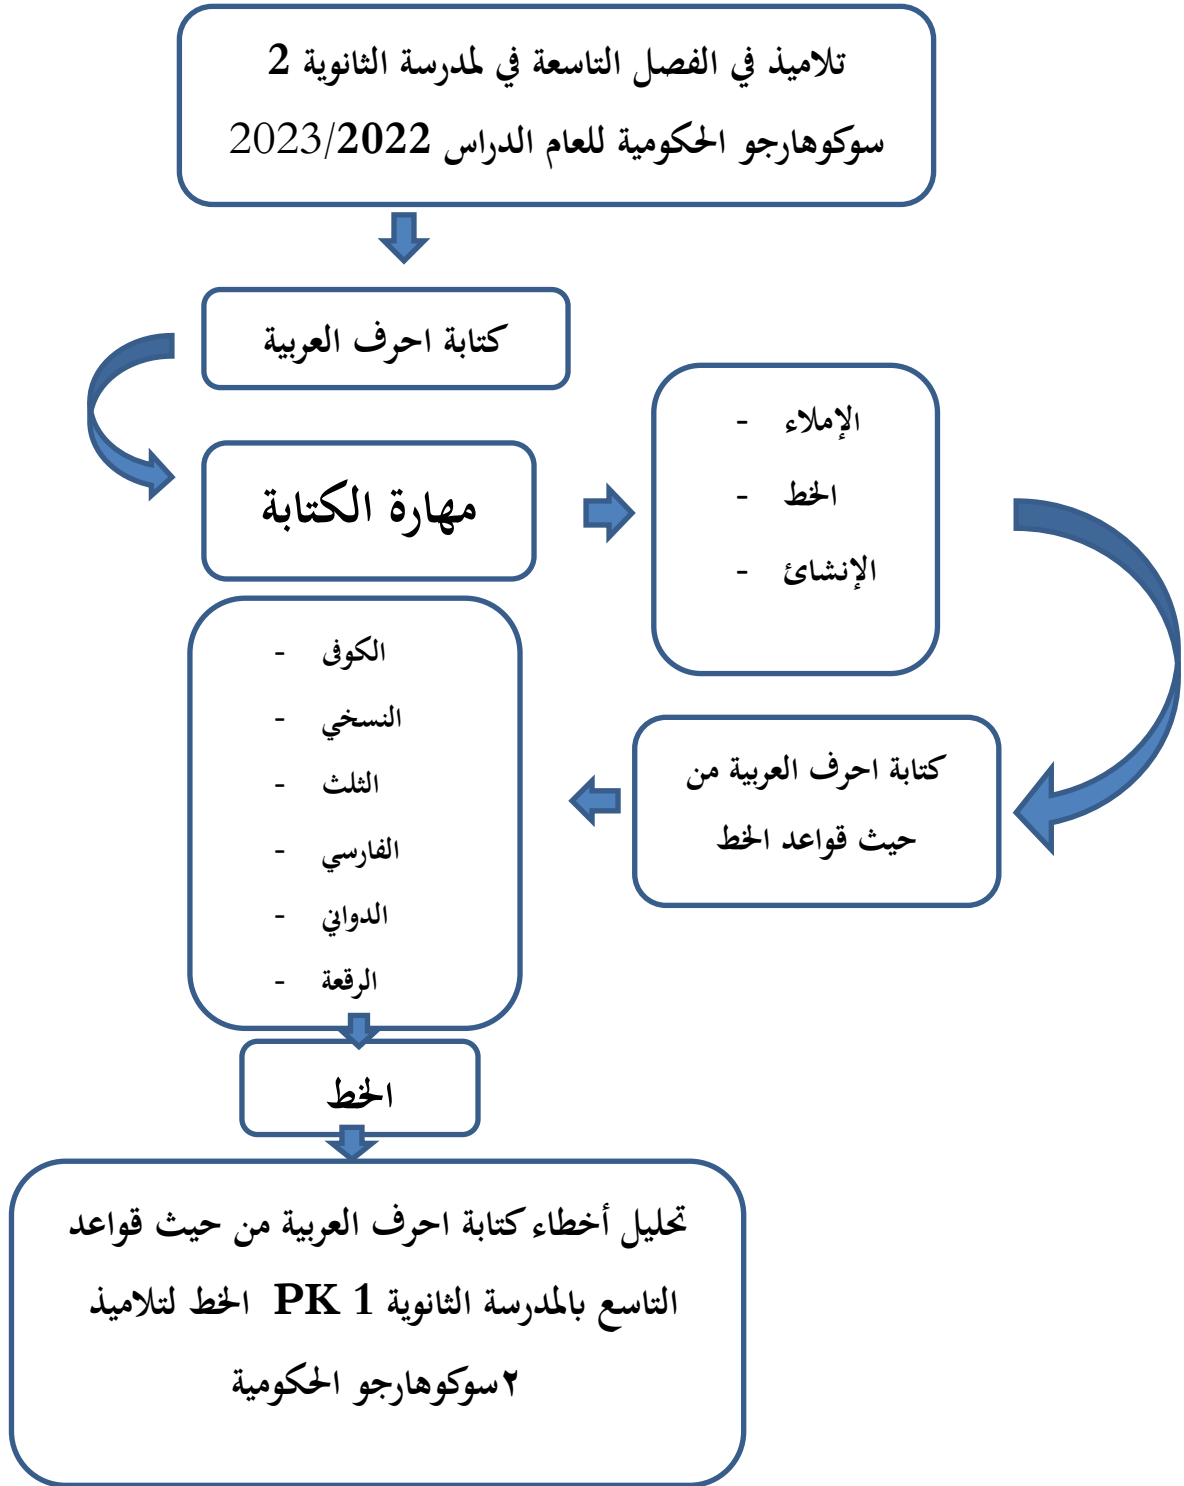 تلاميذ في الفصل التاسعة في لمدرسة الثانوية 2
سوكوهارجو الحكومية للعام الدراس 2023/2022
كتابة احرف العربية
مهارة الكتابة
- الإملاء
- الخط
- الإنشائ
كتابة احرف العربية من
حيث قواعد الخط
- الكوفى
- النسخي
- الثلث
- الفارسي
- الدواني
- الرقعة
الخط
تحليل أخطاء كتابة احرف العربية من حيث قواعد
التاسع بالمدرسة الثانوية PK 1 الخط لتلاميذ
٢سوكوهارجو الحكومية